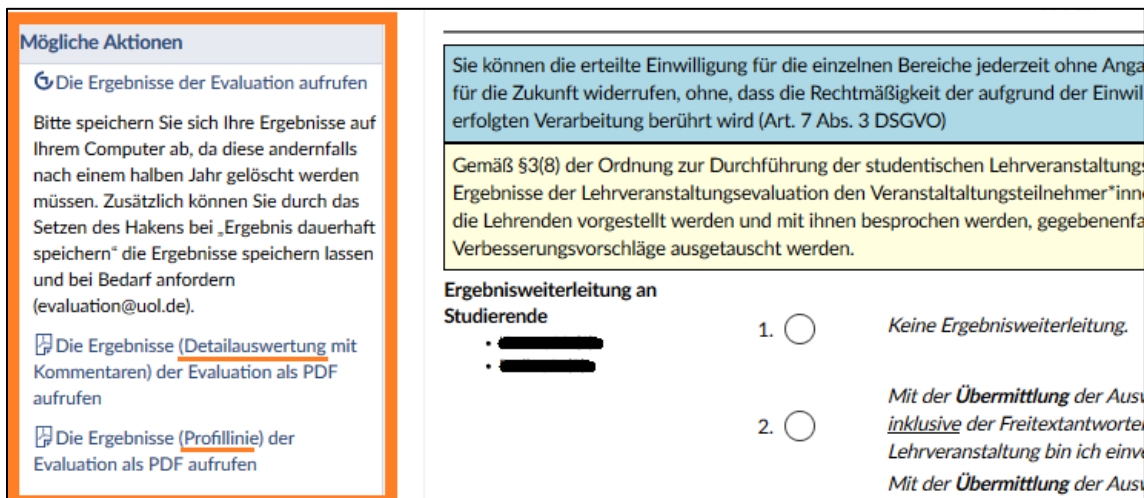 Mögliche Aktionen
Die Ergebnisse der Evaluation aufrufen
Bitte speichern Sie sich Ihre Ergebnisse auf
Ihrem Computer ab, da diese andernfalls
nach einem halben Jahr gelöscht werden
müssen. Zusätzlich können Sie durch das
Setzen des Hakens bei „Ergebnis dauerhaft
speichern“ die Ergebnisse speichern lassen
und bei Bedarf anfordern
(evaluation@uol.de).
Die Ergebnisse (Detailauswertung mit
Kommentaren) der Evaluation als PDF
aufrufen
Die Ergebnisse (Profillinie) der
Evaluation als PDF aufrufen
Sie können die erteilte Einwilligung für die einzelnen Bereiche jederzeit ohne Anga
für die Zukunft widerrufen, ohne, dass die Rechtmäßigkeit der aufgrund der Einwil
erfolgten Verarbeitung berührt wird (Art. 7 Abs. 3 DSGVO)
Gemäß §3(8) der Ordnung zur Durchführung der studentischen Lehrveranstaltungs
Ergebnisse der Lehrveranstaltungsevaluation den Veranstaltaltungsteilnehmer*inne
die Lehrenden vorgestellt werden und mit ihnen besprochen werden, gegebenenfa
Verbesserungsvorschläge ausgetauscht werden.
Ergebnisweiterleitung an
Studierende
1. Keine Ergebnisweiterleitung.
2. Mit der Übermittlung der Ausw
inklusive der Freitextantworten
Lehrveranstaltung bin ich einve
Mit der Übermittlung der Ausw